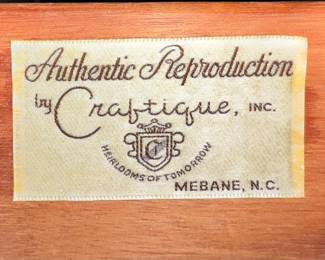 Authentic Reproduction
by Craftique, INC.
HEIRLOOMS OF TOMORROW
MEBANE, N.C.